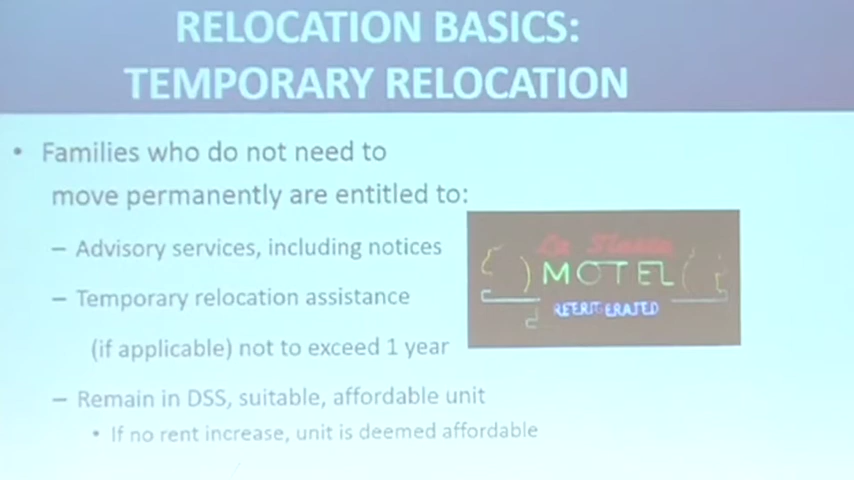 RELOCATION BASICS:
TEMPORARY RELOCATION
• Families who do not need to
move permanently are entitled to:
– Advisory services, including notices
– Temporary relocation assistance
(if applicable) not to exceed 1 year
– Remain in DSS, suitable, affordable unit
• If no rent increase, unit is deemed affordable
La Siesta
MOTEL